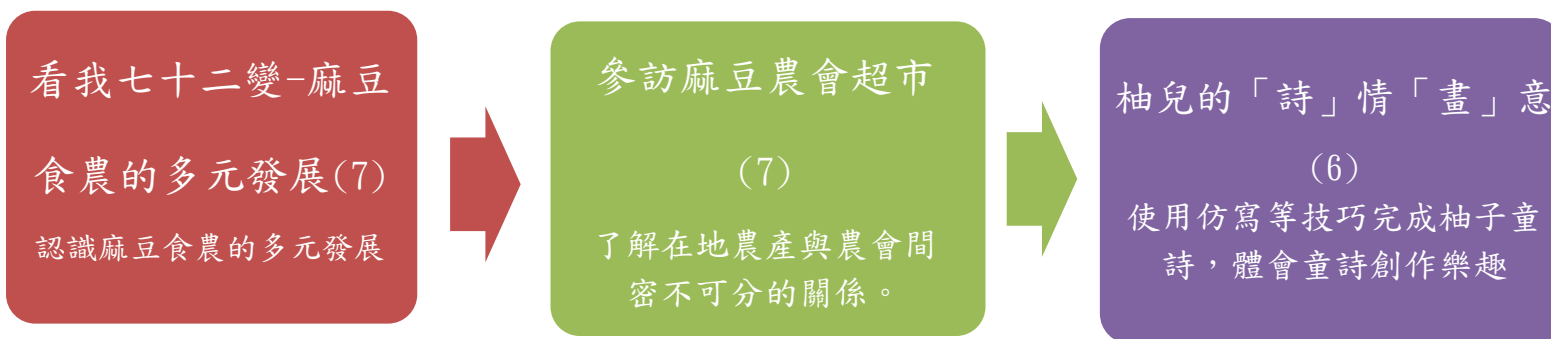 看我七十二變-麻豆
食農的多元發展(7)
認識麻豆食農的多元發展
參訪麻豆農會超市
(7)
了解在地農產與農會間
密不可分的關係。
柚兒的「詩」情「畫」意
(6)
使用仿寫等技巧完成柚子童
詩，體會童詩創作樂趣